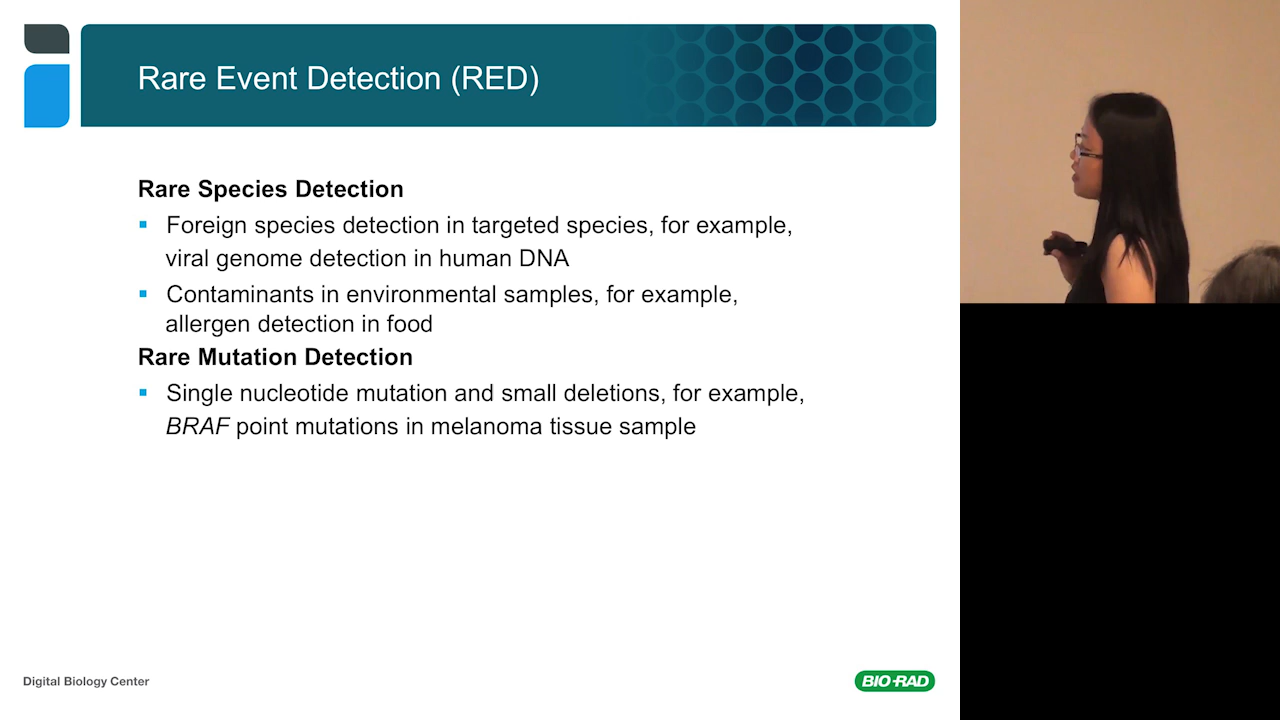 Rare Event Detection (RED)
Rare Species Detection
▪ Foreign species detection in targeted species, for example,
viral genome detection in human DNA
▪ Contaminants in environmental samples, for example,
allergen detection in food
Rare Mutation Detection
▪ Single nucleotide mutation and small deletions, for example,
BRAF point mutations in melanoma tissue sample
Digital Biology Center
BIO-RAD